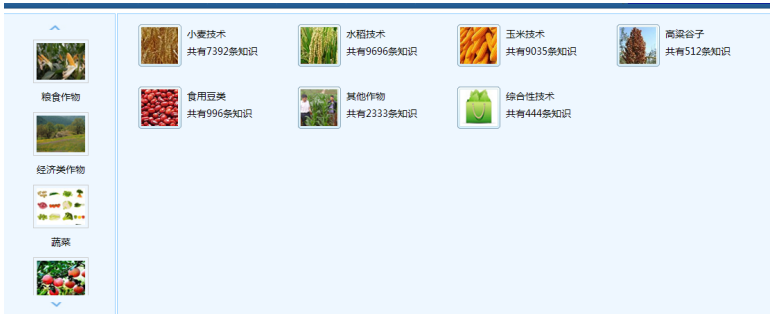 粮食作物
经济类作物
蔬菜
小麦技术
共有7392条知识
水稻技术
共有9696条知识
玉米技术
共有9035条知识
高粱谷子
共有512条知识
食用豆类
共有996条知识
其他作物
共有2333条知识
综合性技术
共有444条知识